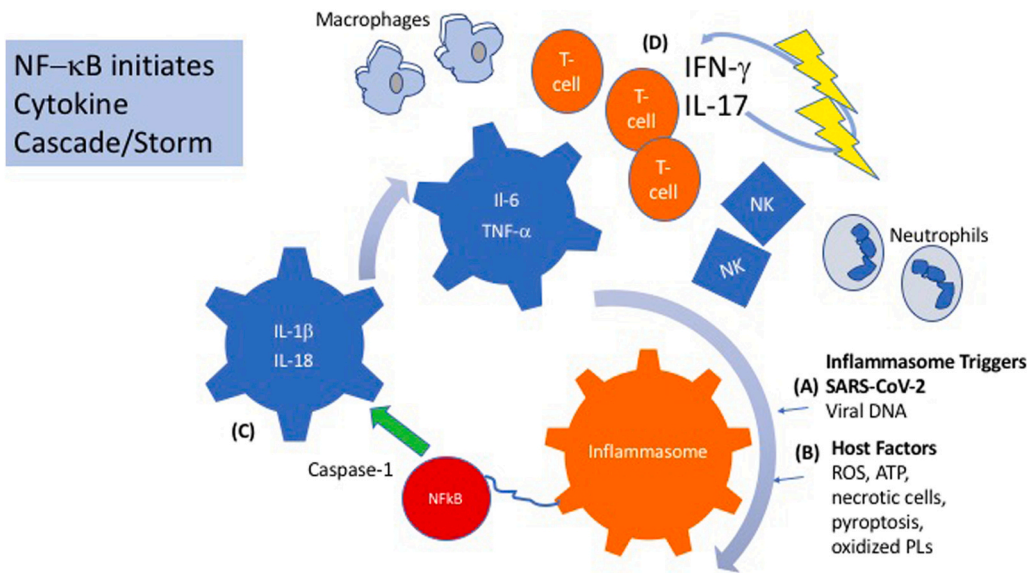 NF–κB initiates
Cytokine
Cascade/Storm
Macrophages
T-
cell
T-
cell
T-
cell
(D)
IFN-γ
IL-17
NK
NK
Neutrophils
Il-6
TNF-α
IL-1β
IL-18
(C)
Caspase-1
NFkB
Inflammasome
Inflammasome Triggers
(A) SARS-CoV-2
Viral DNA
(B) Host Factors
ROS, ATP,
necrotic cells,
pyroptosis,
oxidized PLs